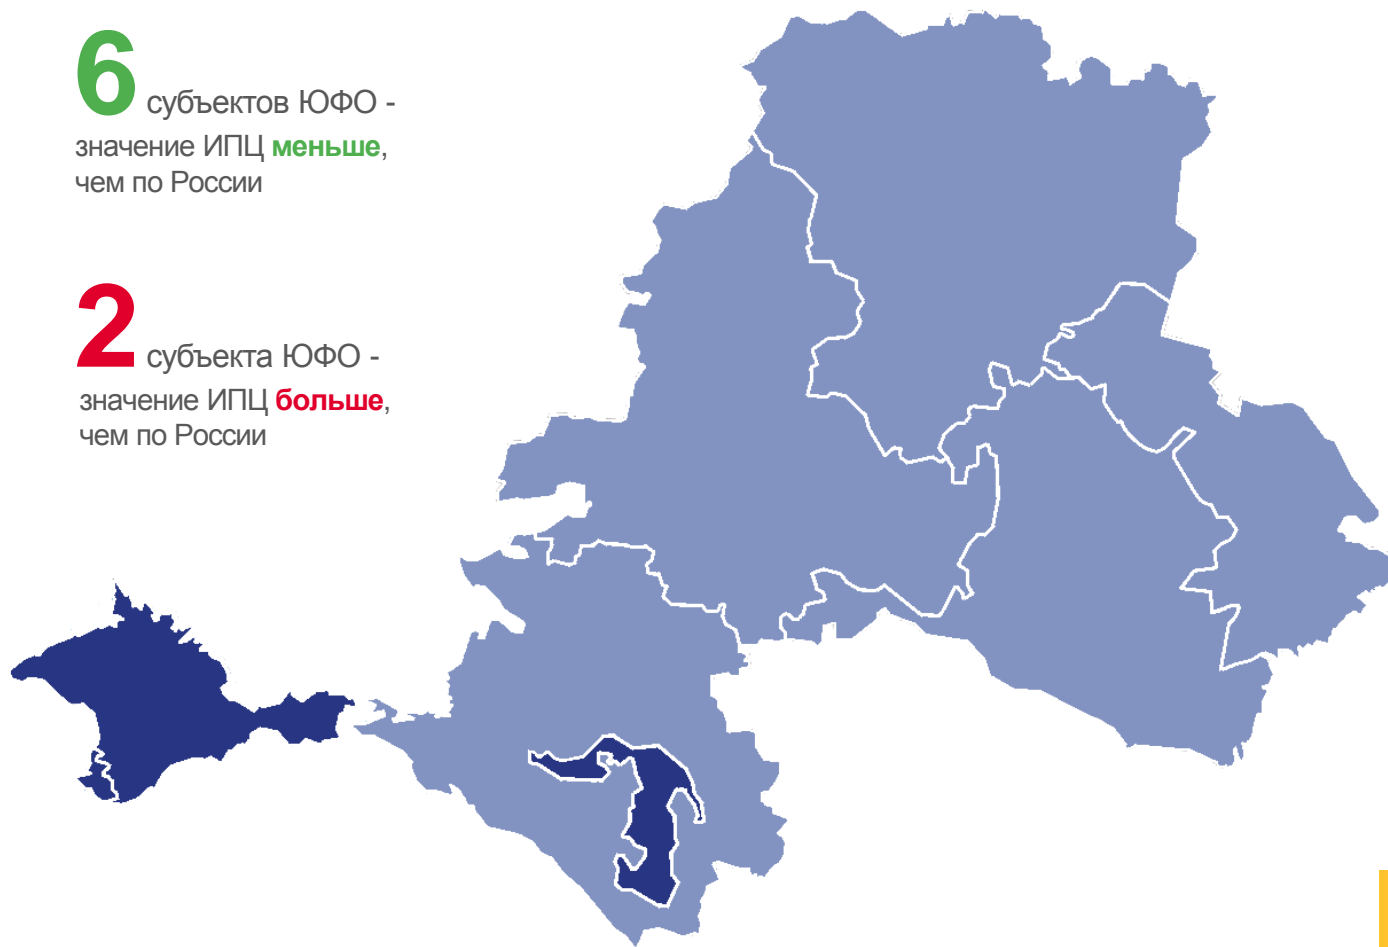 6 субъектов ЮФО -
значение ИПЦ меньше,
чем по России
2 субъекта ЮФО -
значение ИПЦ больше,
чем по России